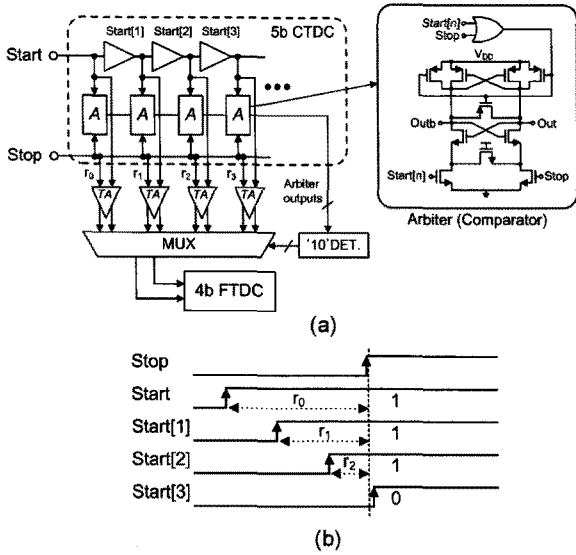 Start[1] Start[2] Start[3] 5b CTDC
Start
A A A A
Stop
r0 r1 r2 r3
TA TA TA TA
Arbiter
outputs
MUX
'10'DET.
4b FTDC
Start[n]
Stop
VDD
Outb Out
Start[n] Stop
Arbiter (Comparator)
(a)
Stop
Start r0 1
Start[1] r1 1
Start[2] r2 1
Start[3] 0
(b)